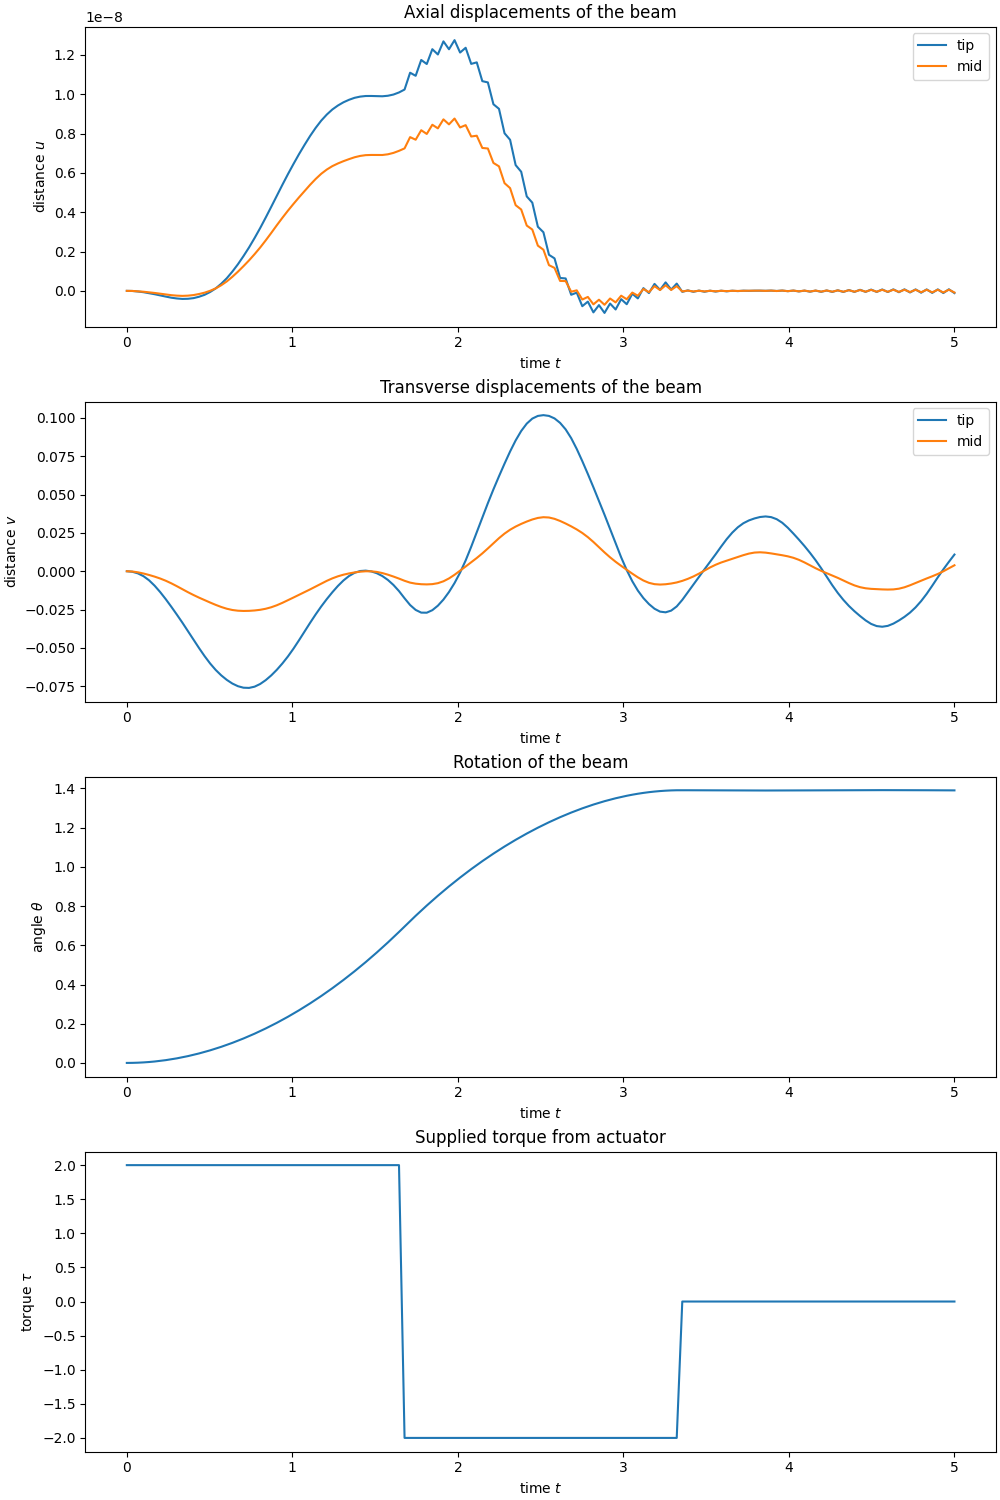 Axial displacements of the beam
1e−8
1.2
1.0
0.8
0.6
0.4
0.2
0.0
distance u
tip
mid
0 1 2 3 4 5
time t
Transverse displacements of the beam
0.100
0.075
0.050
0.025
0.000
−0.025
−0.050
−0.075
distance v
tip
mid
0 1 2 3 4 5
time t
Rotation of the beam
1.4
1.2
1.0
0.8
0.6
0.4
0.2
0.0
angle θ
0 1 2 3 4 5
time t
Supplied torque from actuator
2.0
1.5
1.0
0.5
0.0
−0.5
−1.0
−1.5
−2.0
torque τ
0 1 2 3 4 5
time t